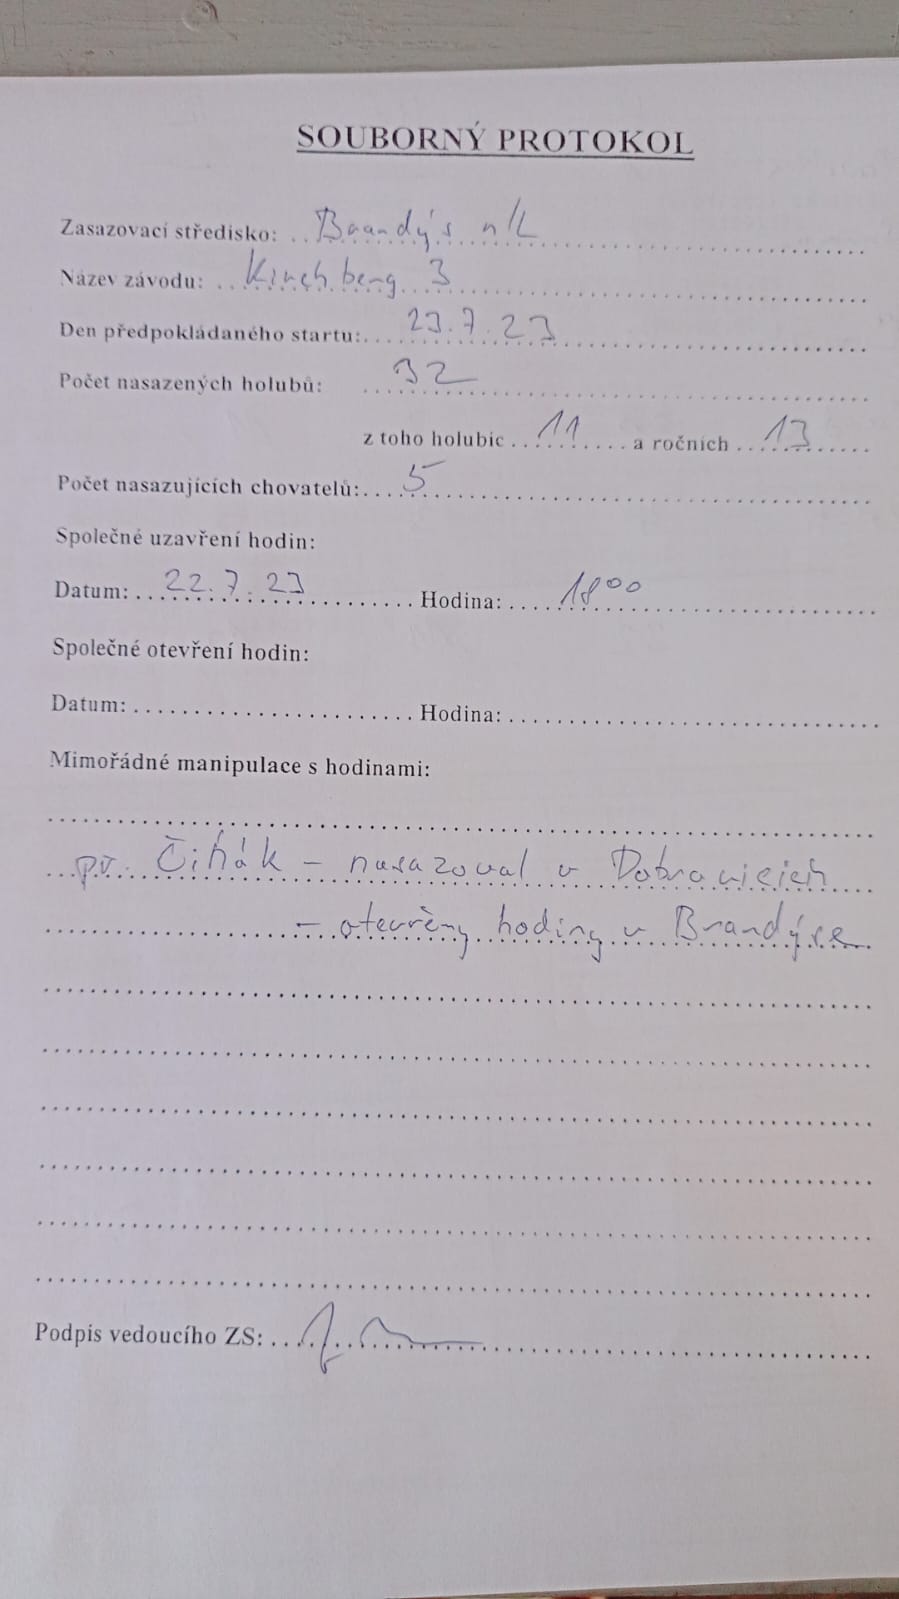 SOUBORNÝ PROTOKOL
Zasazovací středisko: Brandýs n/L
Název závodu: Kirchberg 3
Den předpokládaného startu: 23.7.23
Počet nasazených holubů: 32
z toho holubic 11 a ročních 13
Počet nasazujících chovatelů: 5
Společné uzavření hodin:
Datum: 22.7.23 Hodina: 18⁰⁰
Společné otevření hodin:
Datum: Hodina:
Mimořádné manipulace s hodinami:
př. Čihák - nasazoval v Dobrovicích
- otevřeny hodiny v Brandýse
Podpis vedoucího ZS: